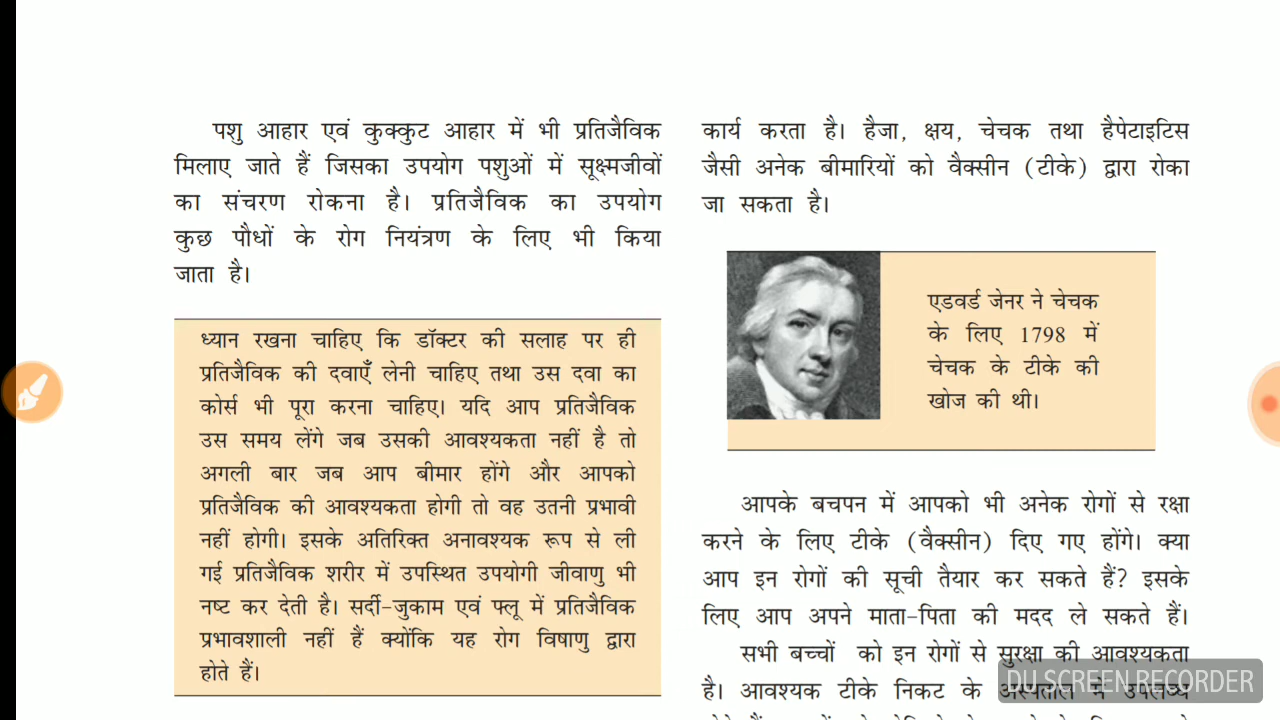 पशु आहार एवं कुक्कुट आहार में भी प्रतिजैविक
मिलाए जाते हैं जिसका उपयोग पशुओं में सूक्ष्मजीवों
का संचरण रोकना है। प्रतिजैविक का उपयोग
कुछ पौधों के रोग नियंत्रण के लिए भी किया
जाता है।
ध्यान रखना चाहिए कि डॉक्टर की सलाह पर ही
प्रतिजैविक की दवाएँ लेनी चाहिए तथा उस दवा का
कोर्स भी पूरा करना चाहिए। यदि आप प्रतिजैविक
उस समय लेंगे जब उसकी आवश्यकता नहीं है तो
अगली बार जब आप बीमार होंगे और आपको
प्रतिजैविक की आवश्यकता होगी तो वह उतनी प्रभावी
नहीं होगी। इसके अतिरिक्त अनावश्यक रूप से ली
गई प्रतिजैविक शरीर में उपस्थित उपयोगी जीवाणु भी
नष्ट कर देती है। सर्दी-जुकाम एवं फ्लू में प्रतिजैविक
प्रभावशाली नहीं हैं क्योंकि यह रोग विषाणु द्वारा
होते हैं।
कार्य करता है। हैजा, क्षय, चेचक तथा हैपेटाइटिस
जैसी अनेक बीमारियों को वैक्सीन (टीके) द्वारा रोका
जा सकता है।
एडवर्ड जेनर ने चेचक
के लिए 1798 में
चेचक के टीके की
खोज की थी।
आपके बचपन में आपको भी अनेक रोगों से रक्षा
करने के लिए टीके (वैक्सीन) दिए गए होंगे। क्या
आप इन रोगों की सूची तैयार कर सकते हैं? इसके
लिए आप अपने माता-पिता की मदद ले सकते हैं।
सभी बच्चों को इन रोगों से सुरक्षा की आवश्यकता
है। आवश्यक टीके निकट के अस्पताल में उपलब्ध
DU SCREEN RECORDER